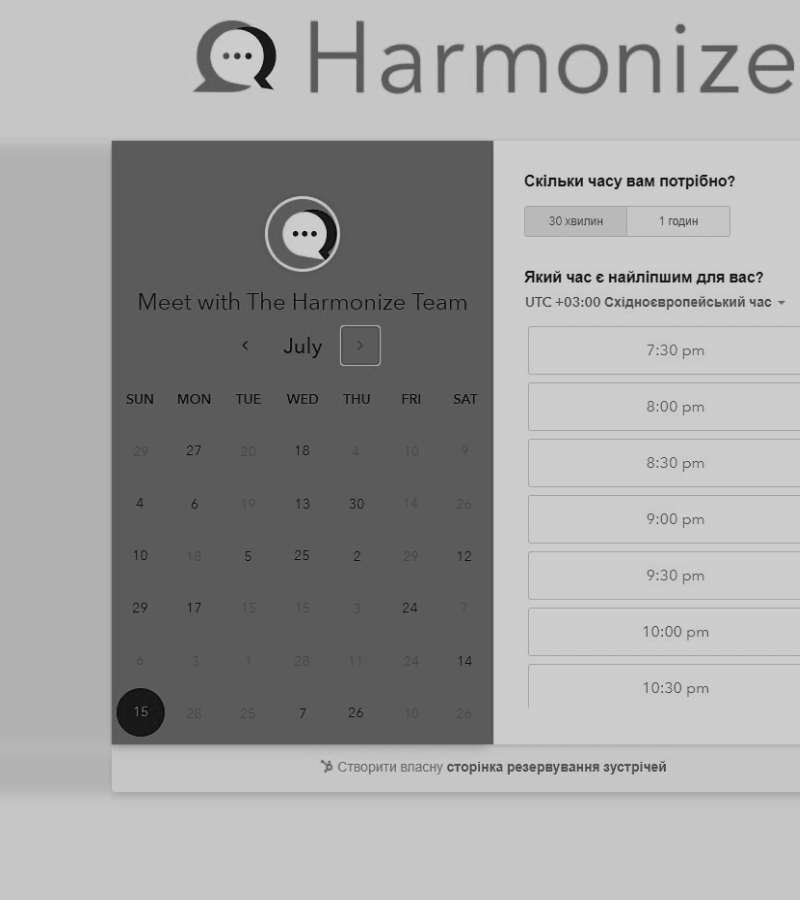 Harmonize
Meet with The Harmonize Team
July
SUN MON TUE WED THU FRI SAT
29 27 20 18 4 10 9
4 6 19 13 30 14 26
10 18 5 25 2 29 12
29 17 15 15 3 24 7
6 3 1 28 11 24 14
15 28 25 7 26 10 26
Скільки часу вам потрібно?
30 хвилин 1 годин
Який час є найліпшим для вас?
UTC +03:00 Східноєвропейський час
7:30 pm
8:00 pm
8:30 pm
9:00 pm
9:30 pm
10:00 pm
10:30 pm
Створити власну сторінка резервування зустрічей